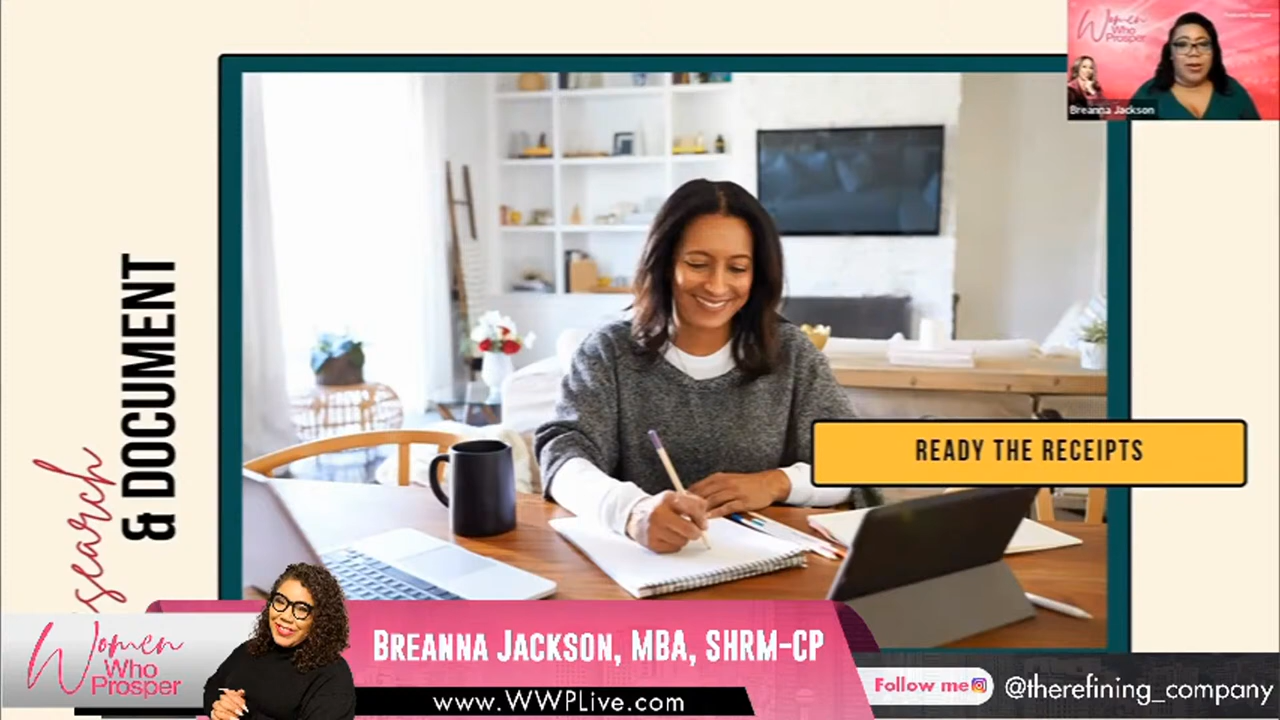 Women
Who
Prosper
Breanna Jackson
search
& DOCUMENT
READY THE RECEIPTS
Women
Who
Prosper
BREANNA JACKSON, MBA, SHRM-CP
www.WWPLive.com
Follow me
@therefining_company